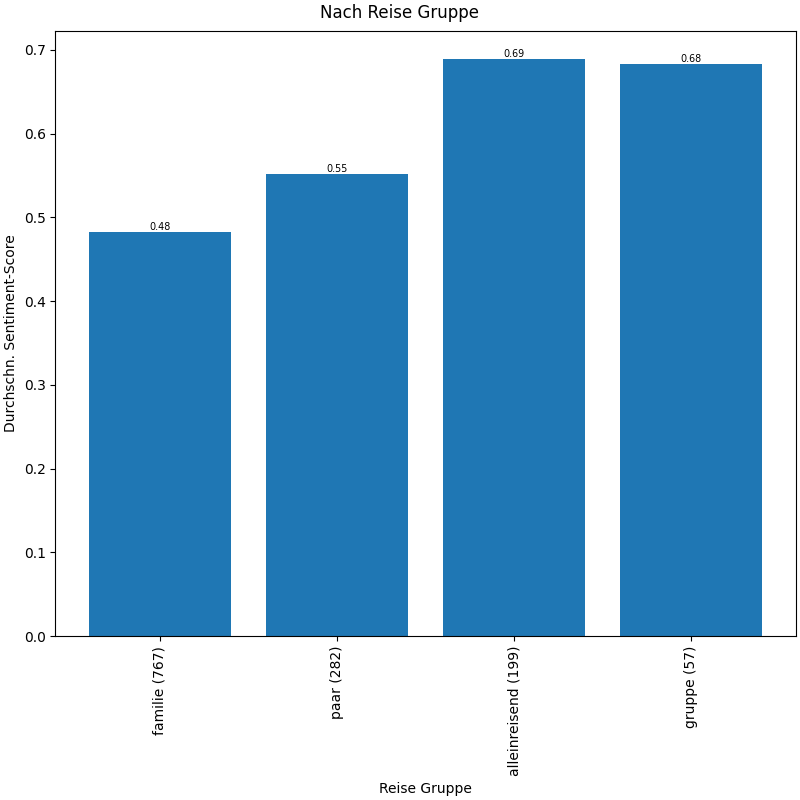 Nach Reise Gruppe
Durchschn. Sentiment-Score
0.7
0.6
0.5
0.4
0.3
0.2
0.1
0.0
0.48
0.55
0.69
0.68
familie (767)
paar (282)
alleinreisend (199)
gruppe (57)
Reise Gruppe